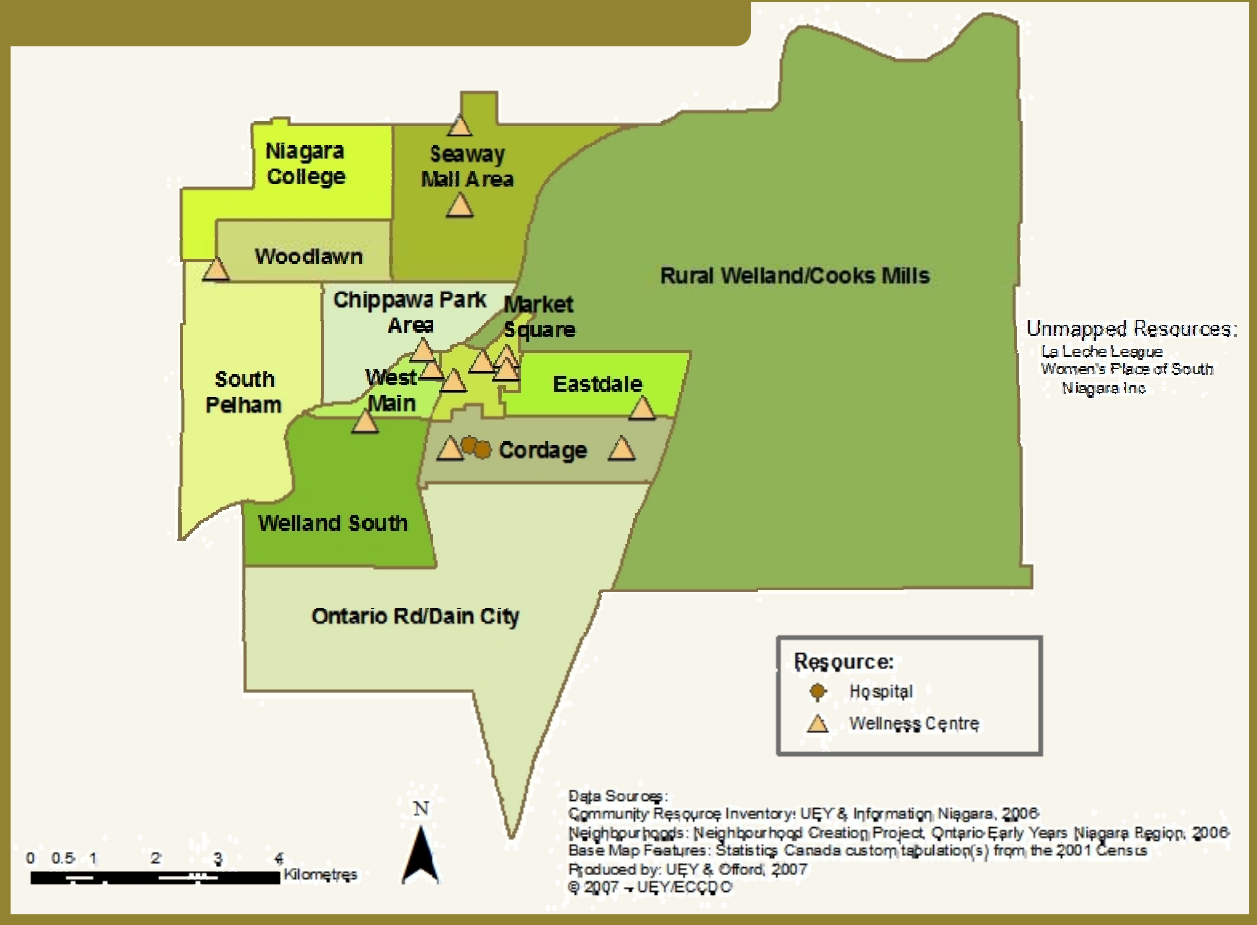 Niagara
College
Seaway
Mall Area
Woodlawn
Rural Welland/Cooks Mills
Chippawa Park
Area
Market
Square
Unmapped Resources:
La Leche League
Women's Place of South
Niagara Inc
South
Pelham
West
Main
Eastdale
Cordage
Welland South
Ontario Rd/Dain City
Resource:
Hospital
Wellness Centre
N
0 0.5 1 2 3 4
Kilometres
Data Sources:
Community Resource Inventory: UEY & Information Niagara, 2006
Neighbourhoods: Neighbourhood Creation Project, Ontario Early Years Niagara Region, 2006
Base Map Features: Statistics Canada custom tabulation(s) from the 2001 Census
Produced by: UEY & Offord, 2007
© 2007 – UEY/ECCDC